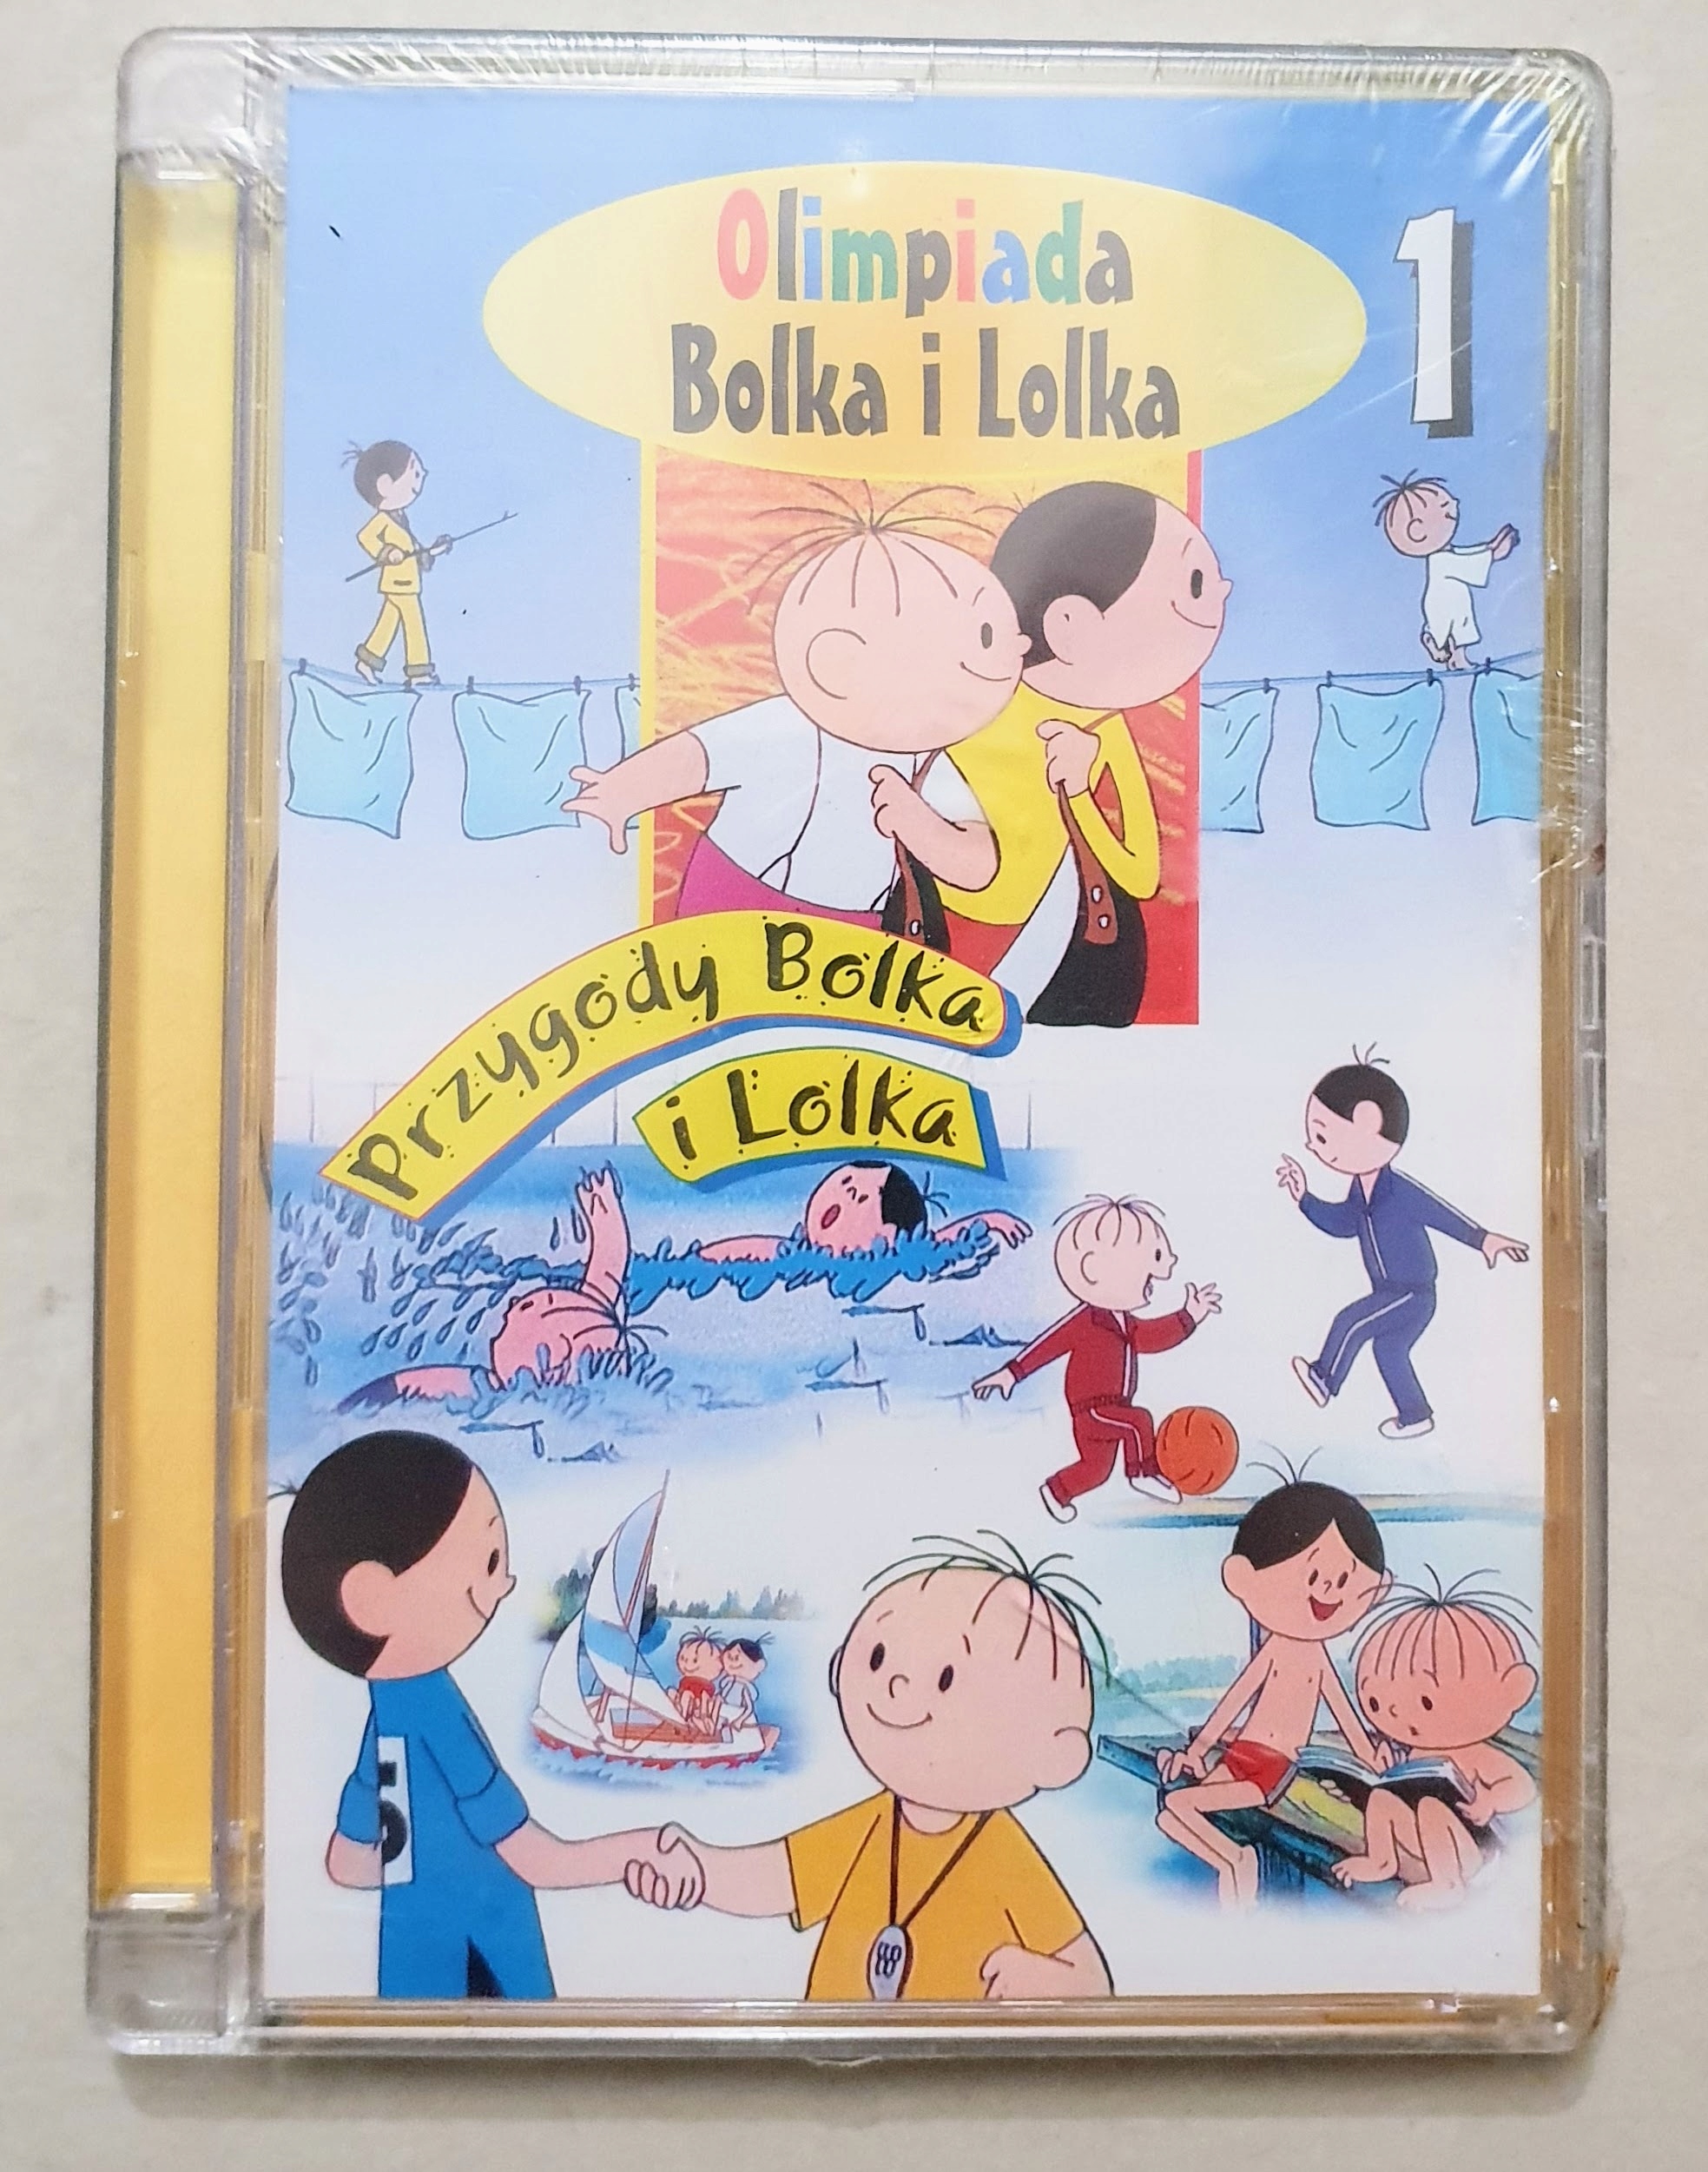 Olimpiada
Bolka i Lolka
1
Przygody Bolka
i Lolka
5